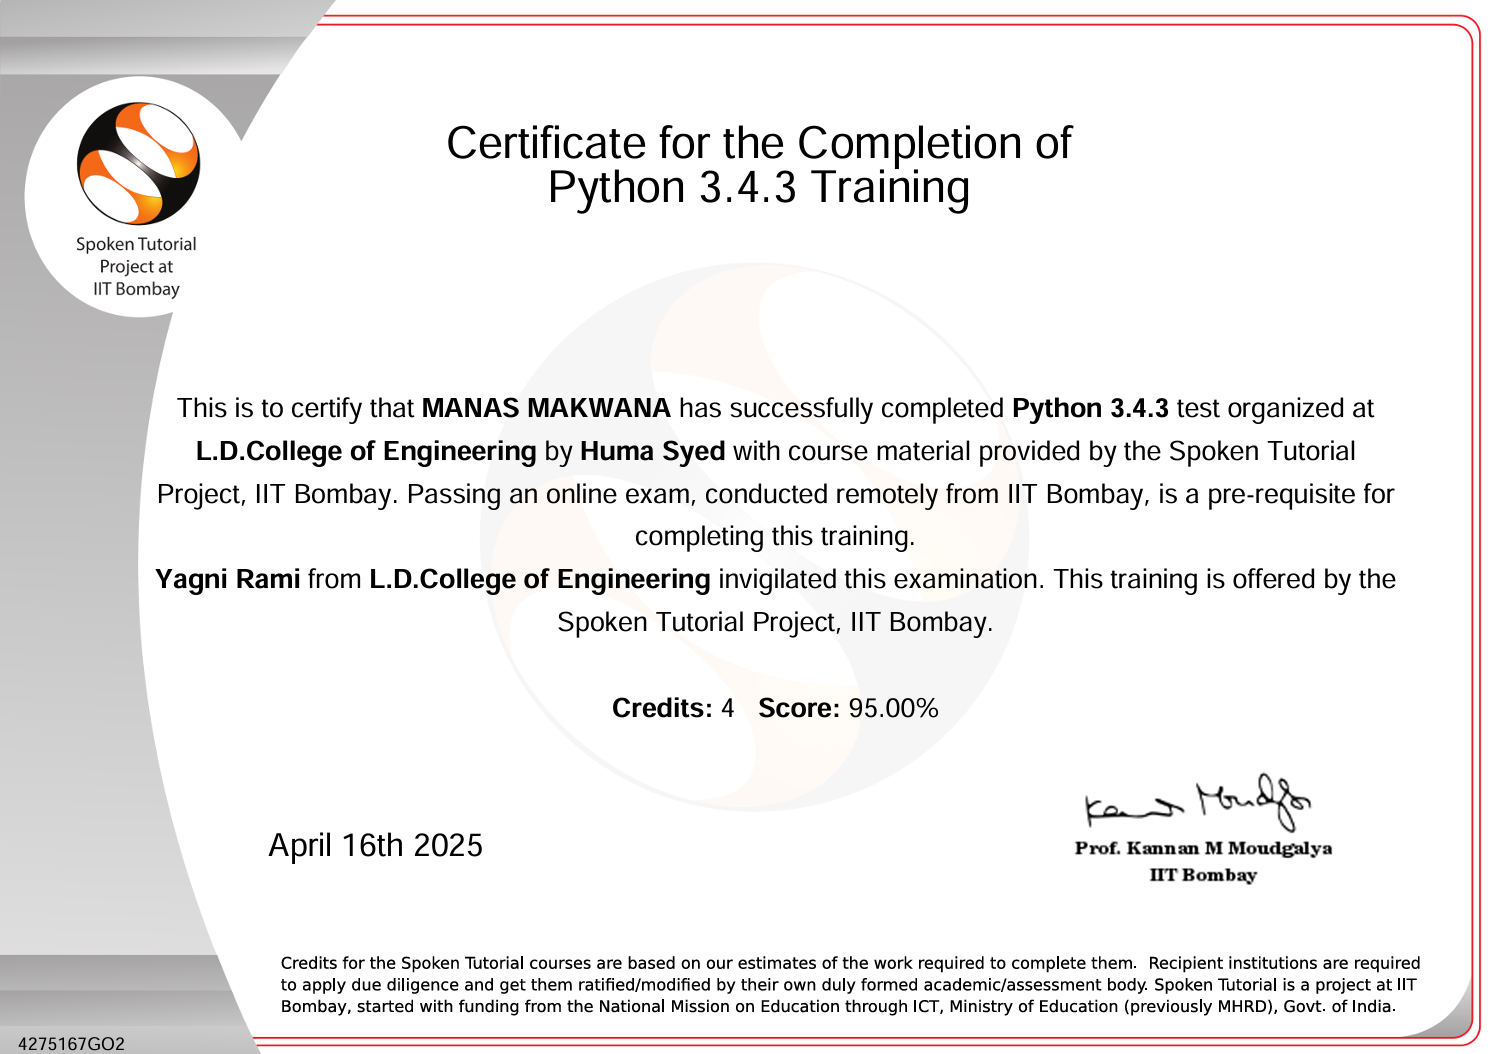 Certificate for the Completion of
Python 3.4.3 Training
Spoken Tutorial
Project at
IIT Bombay
This is to certify that MANAS MAKWANA has successfully completed Python 3.4.3 test organized at
L.D.College of Engineering by Huma Syed with course material provided by the Spoken Tutorial
Project, IIT Bombay. Passing an online exam, conducted remotely from IIT Bombay, is a pre-requisite for
completing this training.
Yagni Rami from L.D.College of Engineering invigilated this examination. This training is offered by the
Spoken Tutorial Project, IIT Bombay.
Credits: 4 Score: 95.00%
April 16th 2025
Kannan Moudgalya
Prof. Kannan M Moudgalya
IIT Bombay
Credits for the Spoken Tutorial courses are based on our estimates of the work required to complete them. Recipient institutions are required
to apply due diligence and get them ratified/modified by their own duly formed academic/assessment body. Spoken Tutorial is a project at IIT
Bombay, started with funding from the National Mission on Education through ICT, Ministry of Education (previously MHRD), Govt. of India.
4275167GO2